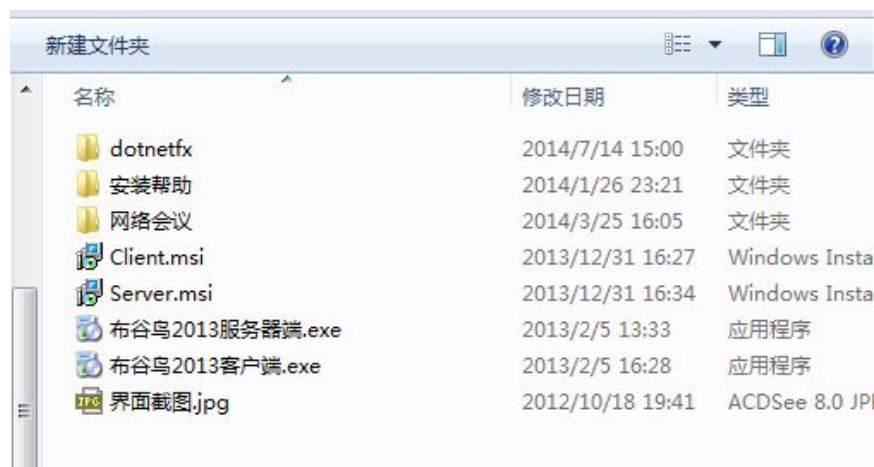 新建文件夹
名称 修改日期 类型
dotnetfx 2014/7/14 15:00 文件夹
安装帮助 2014/1/26 23:21 文件夹
网络会议 2014/3/25 16:05 文件夹
Client.msi 2013/12/31 16:27 Windows Insta
Server.msi 2013/12/31 16:34 Windows Insta
布谷鸟2013服务器端.exe 2013/2/5 13:33 应用程序
布谷鸟2013客户端.exe 2013/2/5 16:28 应用程序
JPG 界面截图.jpg 2012/10/18 19:41 ACDSee 8.0 JP